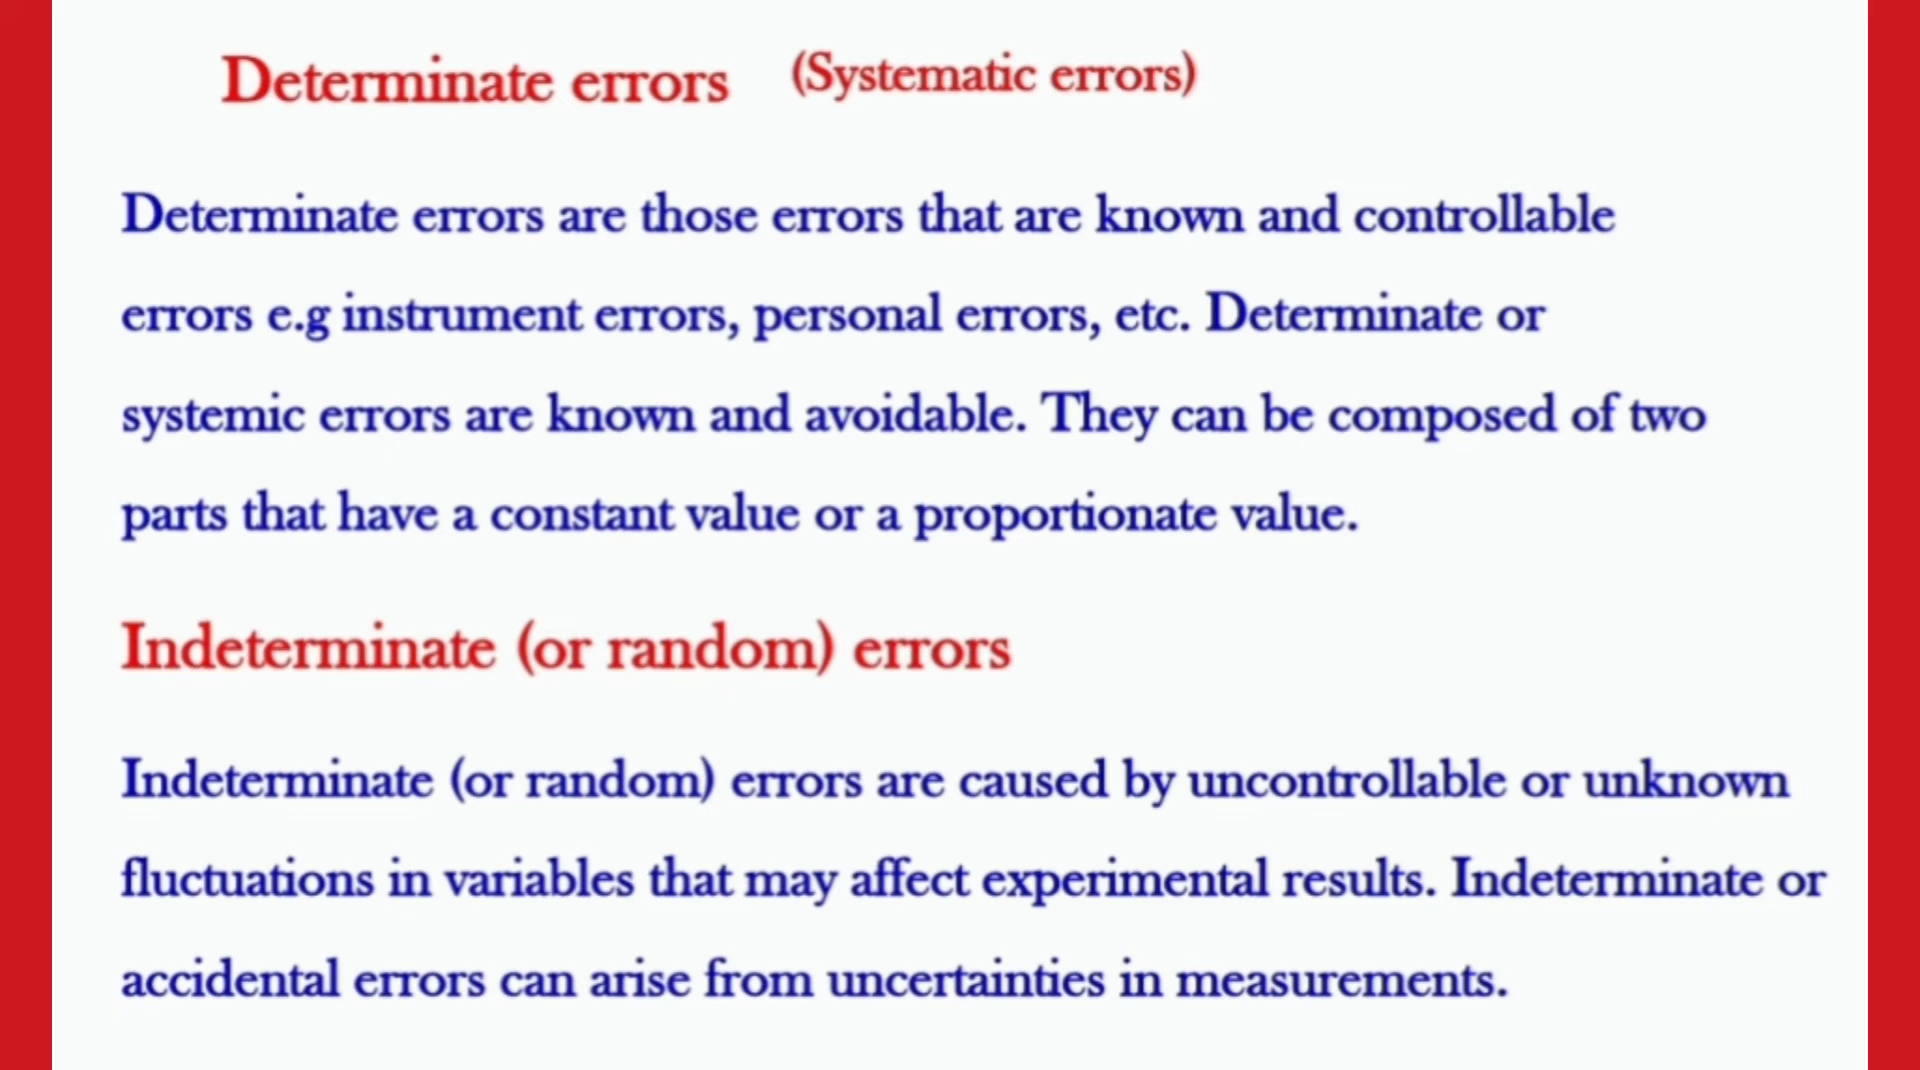 Determinate errors (Systematic errors)
Determinate errors are those errors that are known and controllable
errors e.g instrument errors, personal errors, etc. Determinate or
systemic errors are known and avoidable. They can be composed of two
parts that have a constant value or a proportionate value.
Indeterminate (or random) errors
Indeterminate (or random) errors are caused by uncontrollable or unknown
fluctuations in variables that may affect experimental results. Indeterminate or
accidental errors can arise from uncertainties in measurements.